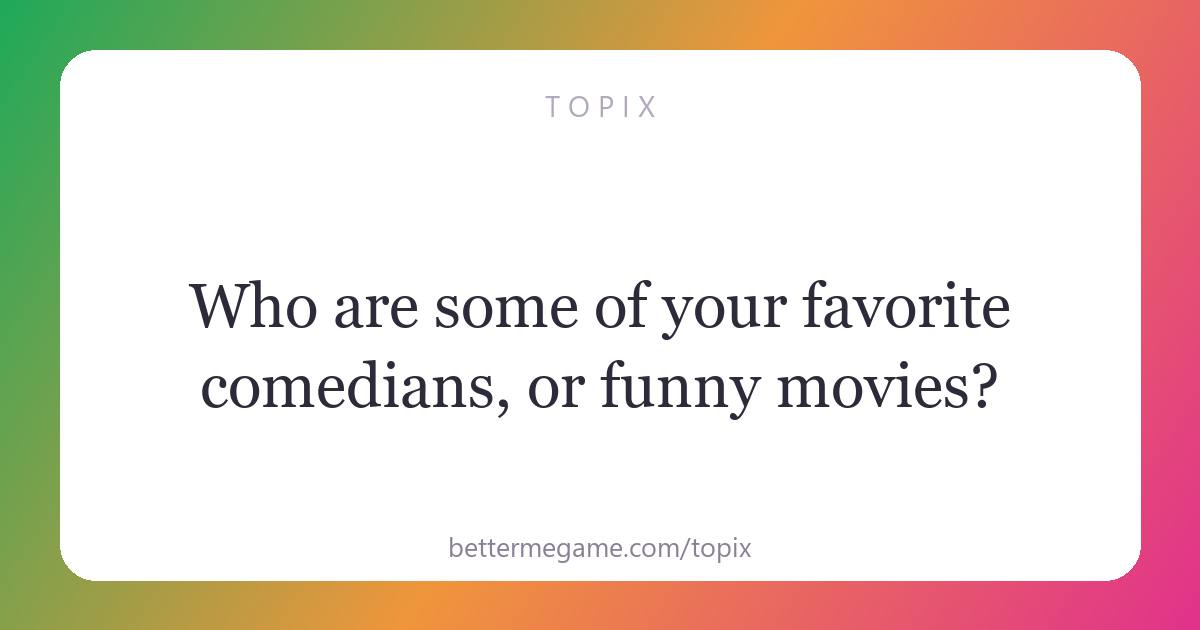 TOPIX
Who are some of your favorite
comedians, or funny movies?
bettermegame.com/topix